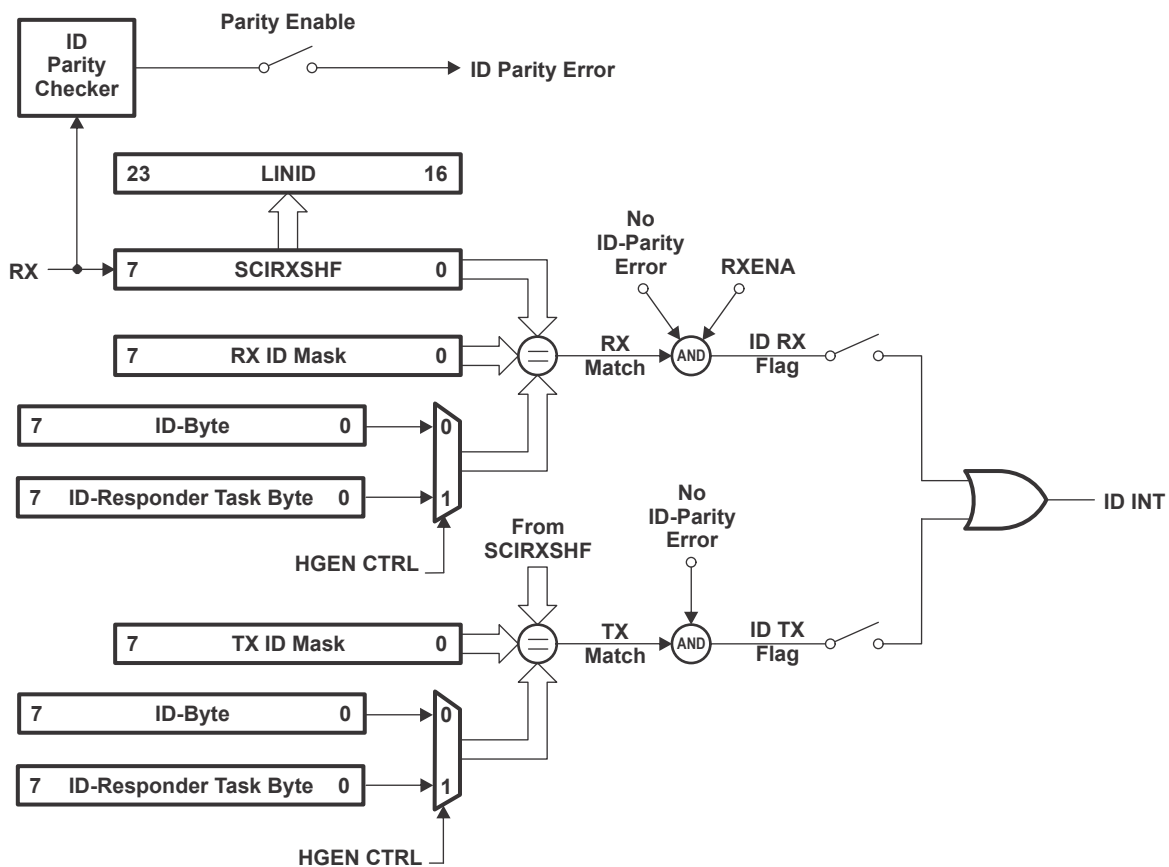 Parity Enable
ID
Parity
Checker
ID Parity Error
23 LINID 16
RX
7 SCIRXSHF 0
No
ID-Parity
Error
RXENA
7 RX ID Mask 0
=
RX
Match
AND
ID RX
Flag
7 ID-Byte 0
0
7 ID-Responder Task Byte 0
1
HGEN CTRL
ID INT
From
SCIRXSHF
No
ID-Parity
Error
7 TX ID Mask 0
=
TX
Match
AND
ID TX
Flag
7 ID-Byte 0
0
7 ID-Responder Task Byte 0
1
HGEN CTRL